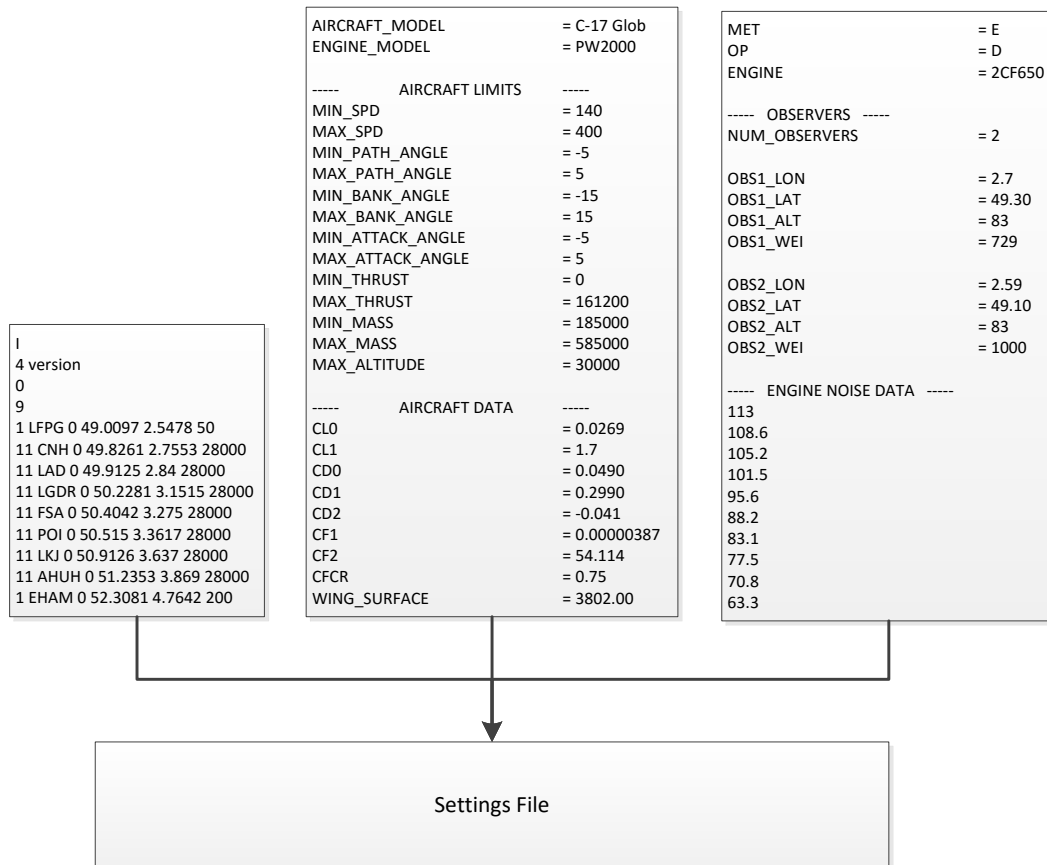 I
4 version
0
9
1 LFPG 0 49.0097 2.5478 50
11 CNH 0 49.8261 2.7553 28000
11 LAD 0 49.9125 2.84 28000
11 LGDR 0 50.2281 3.1515 28000
11 FSA 0 50.4042 3.275 28000
11 POI 0 50.515 3.3617 28000
11 LKJ 0 50.9126 3.637 28000
11 AHUH 0 51.2353 3.869 28000
1 EHAM 0 52.3081 4.7642 200
AIRCRAFT_MODEL = C-17 Glob
ENGINE_MODEL = PW2000
----- AIRCRAFT LIMITS -----
MIN_SPD = 140
MAX_SPD = 400
MIN_PATH_ANGLE = -5
MAX_PATH_ANGLE = 5
MIN_BANK_ANGLE = -15
MAX_BANK_ANGLE = 15
MIN_ATTACK_ANGLE = -5
MAX_ATTACK_ANGLE = 5
MIN_THRUST = 0
MAX_THRUST = 161200
MIN_MASS = 185000
MAX_MASS = 585000
MAX_ALTITUDE = 30000
----- AIRCRAFT DATA -----
CL0 = 0.0269
CL1 = 1.7
CD0 = 0.0490
CD1 = 0.2990
CD2 = -0.041
CF1 = 0.00000387
CF2 = 54.114
CFCR = 0.75
WING_SURFACE = 3802.00
MET = E
OP = D
ENGINE = 2CF650
----- OBSERVERS -----
NUM_OBSERVERS = 2
OBS1_LON = 2.7
OBS1_LAT = 49.30
OBS1_ALT = 83
OBS1_WEI = 729
OBS2_LON = 2.59
OBS2_LAT = 49.10
OBS2_ALT = 83
OBS2_WEI = 1000
----- ENGINE NOISE DATA -----
113
108.6
105.2
101.5
95.6
88.2
83.1
77.5
70.8
63.3
Settings File